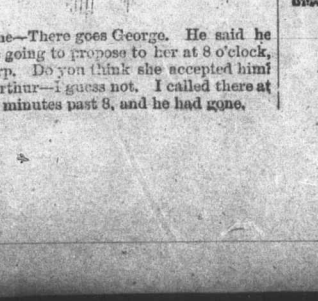 ne—There goes George. He said he
going to propose to her at 8 o'clock,
rp. Do you think she accepted him?
rthur—i guess not. I called there at
minutes past 8, and he had gone.